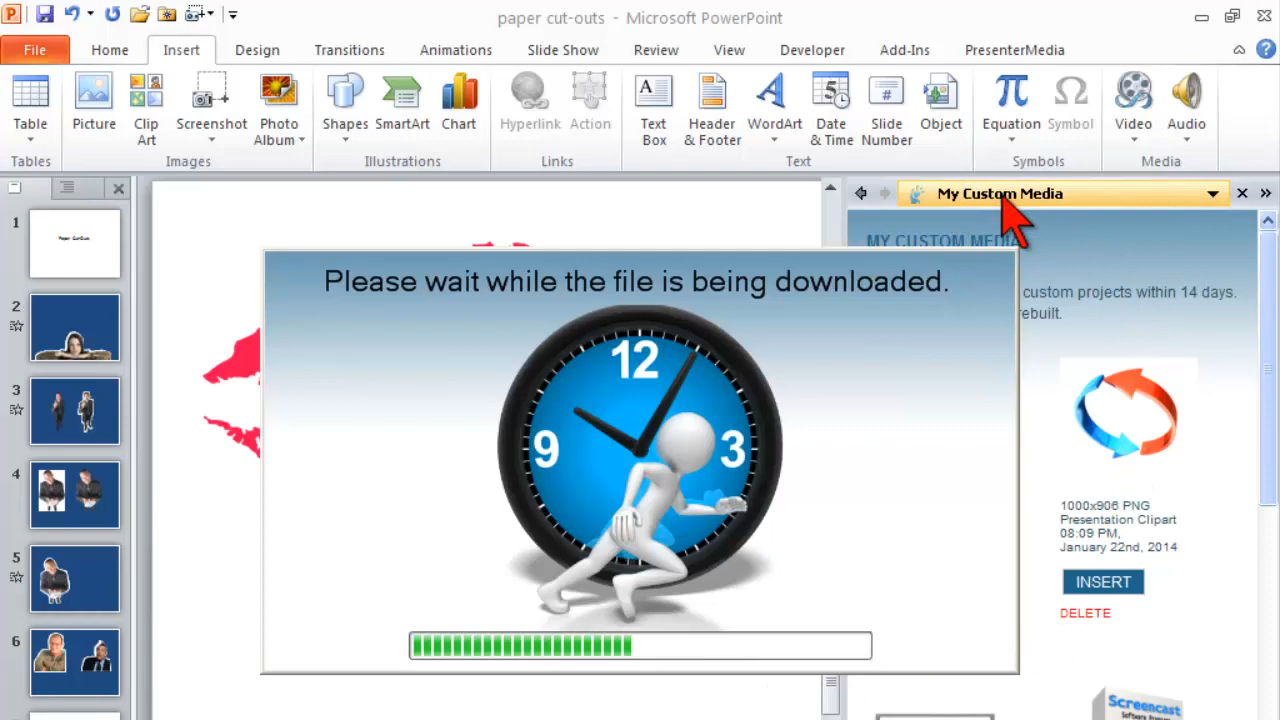 paper cut-outs - Microsoft PowerPoint
File Home Insert Design Transitions Animations Slide Show Review View Developer Add-Ins PresenterMedia
Table Picture Clip Art Screenshot Photo Album Shapes SmartArt Chart Hyperlink Action Text Box Header & Footer WordArt Date & Time Slide Number Object Equation Symbol Video Audio
Tables Images Illustrations Links Text Symbols Media
My Custom Media
MY CUSTOM MEDIA
custom projects within 14 days.
rebuilt.
Please wait while the file is being downloaded.
12
9
3
1
Paper CutOuts
2
3
4
5
6
1000x906 PNG
Presentation Clipart
08:09 PM,
January 22nd, 2014
INSERT
DELETE
Screencast